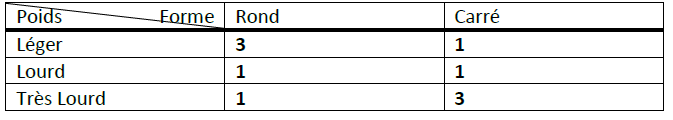 Poids Forme Rond Carré
Léger 3 1
Lourd 1 1
Très Lourd 1 3